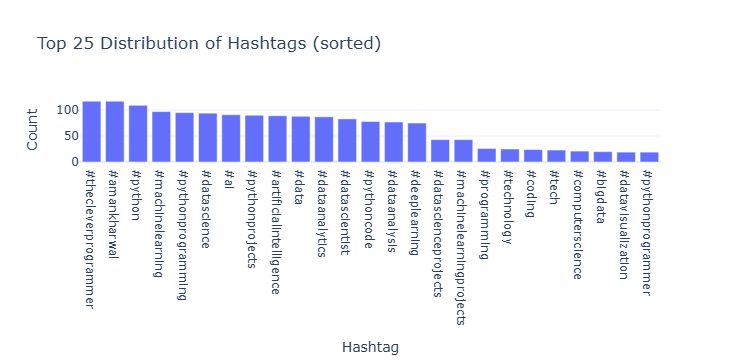 Top 25 Distribution of Hashtags (sorted)
Count
100
50
0
#thecleverprogrammer
#amankharwal
#python
#machinelearning
#pythonprogramming
#datascience
#ai
#pythonprojects
#artificialintelligence
#data
#dataanalytics
#datascientist
#pythoncode
#dataanalysis
#deeplearning
#datascienceprojects
#machinelearningprojects
#programming
#technology
#coding
#tech
#computerscience
#bigdata
#datavisualization
#pythonprogrammer
Hashtag